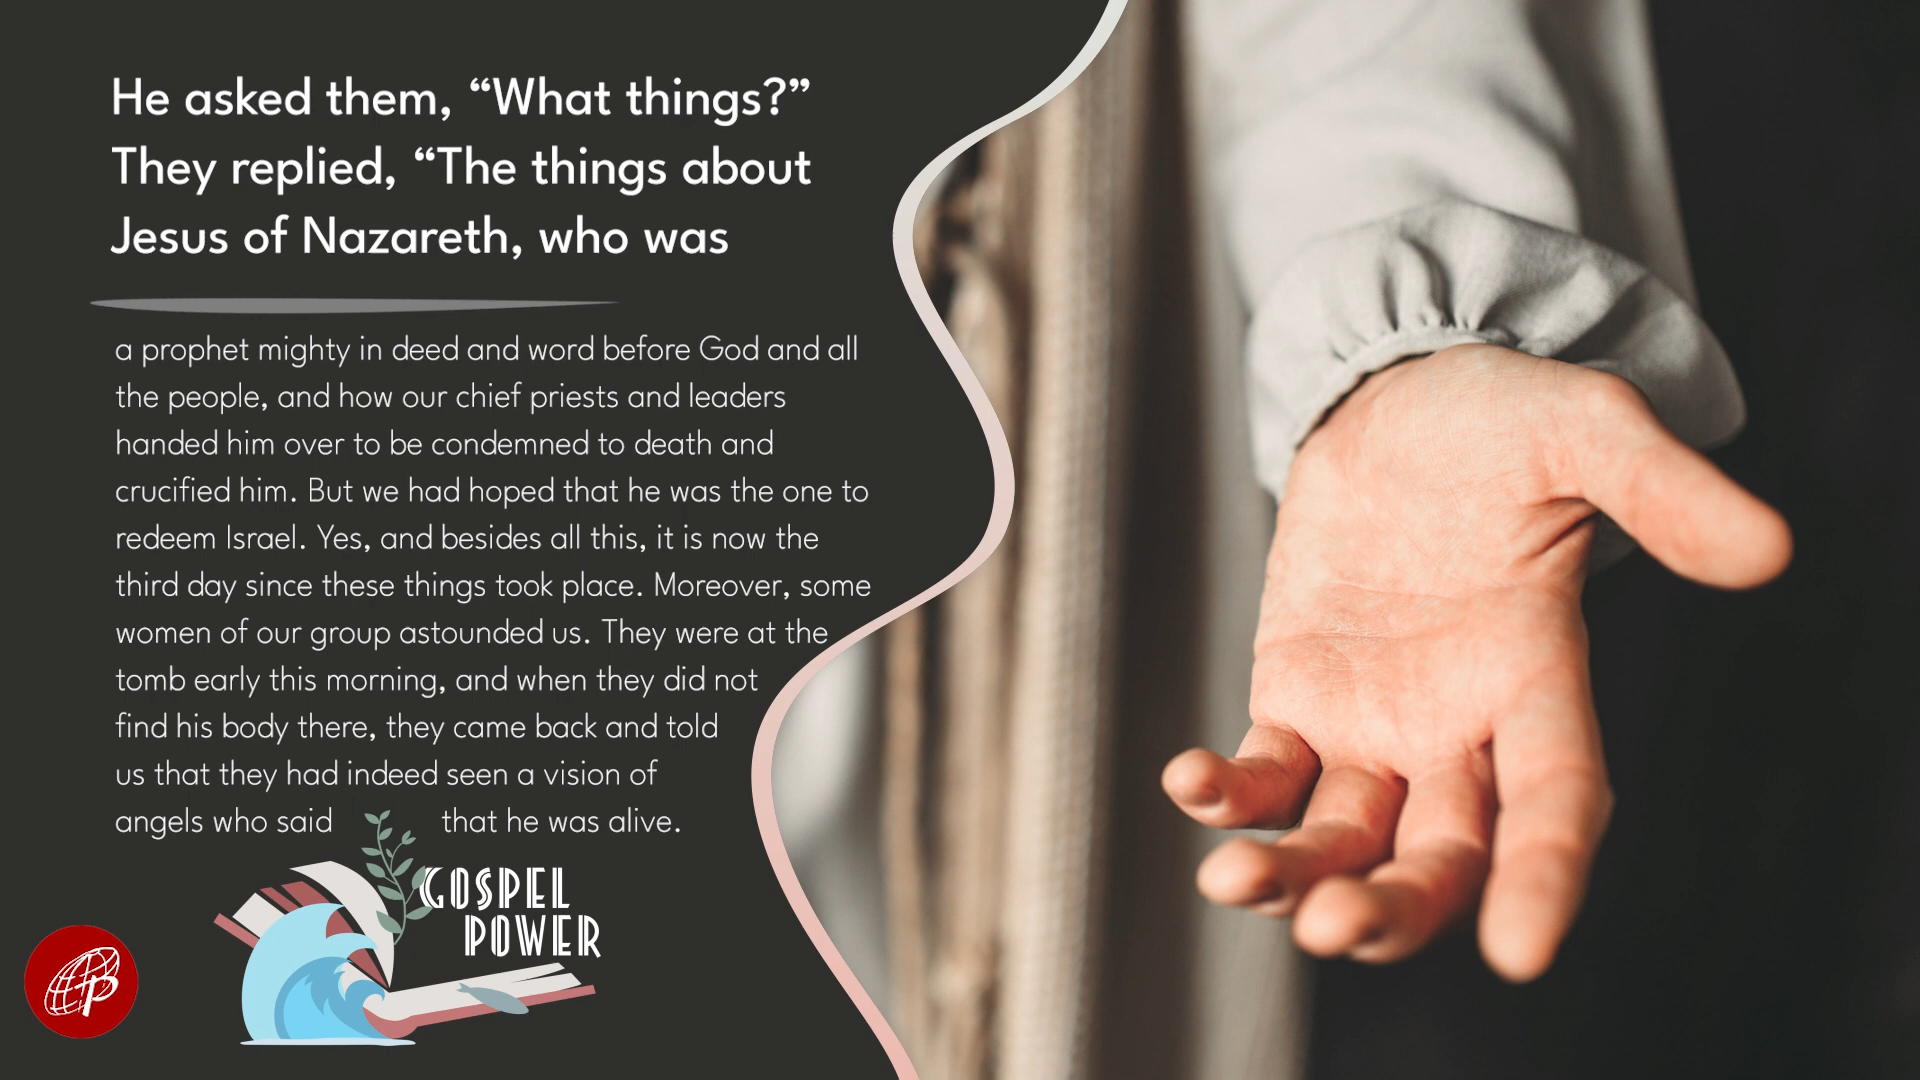 He asked them, “What things?”
They replied, “The things about
Jesus of Nazareth, who was
a prophet mighty in deed and word before God and all
the people, and how our chief priests and leaders
handed him over to be condemned to death and
crucified him. But we had hoped that he was the one to
redeem Israel. Yes, and besides all this, it is now the
third day since these things took place. Moreover, some
women of our group astounded us. They were at the
tomb early this morning, and when they did not
find his body there, they came back and told
us that they had indeed seen a vision of
angels who said that he was alive.
GOSPEL
POWER